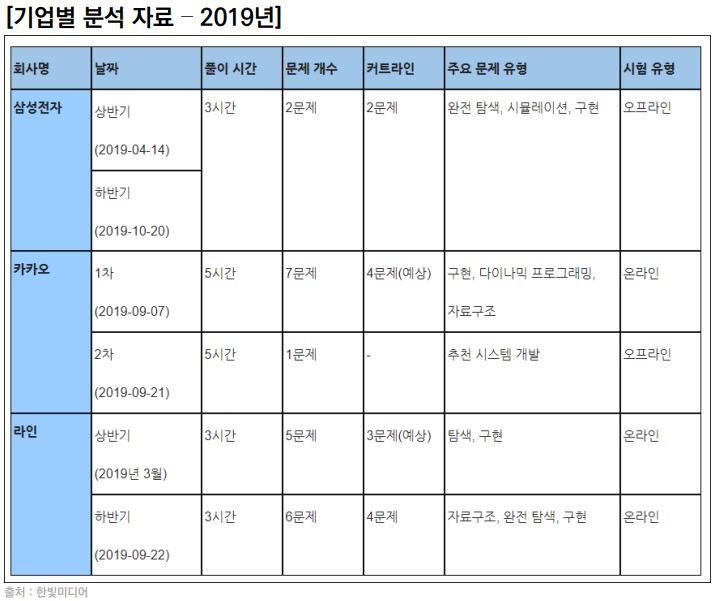 [기업별 분석 자료 – 2019년]
회사명 날짜 풀이 시간 문제 개수 커트라인 주요 문제 유형 시험 유형
삼성전자 상반기 3시간 2문제 2문제 완전 탐색, 시뮬레이션, 구현 오프라인
(2019-04-14)
하반기
(2019-10-20)
카카오 1차 5시간 7문제 4문제(예상) 구현, 다이나믹 프로그래밍, 온라인
(2019-09-07) 자료구조
2차 5시간 1문제 - 추천 시스템 개발 오프라인
(2019-09-21)
라인 상반기 3시간 5문제 3문제(예상) 탐색, 구현 온라인
(2019년 3월)
하반기 3시간 6문제 4문제 자료구조, 완전 탐색, 구현 온라인
(2019-09-22)
출처 : 한빛미디어